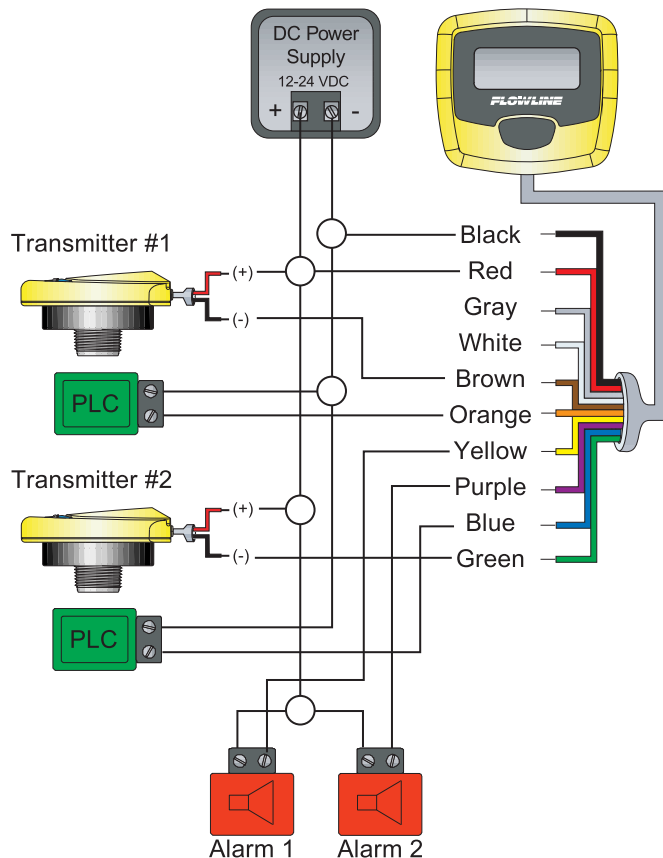 DC Power
Supply
12-24 VDC
+ -
FLOWLINE
Transmitter #1
(+)
(-)
PLC
Transmitter #2
(+)
(-)
PLC
Black
Red
Gray
White
Brown
Orange
Yellow
Purple
Blue
Green
Alarm 1
Alarm 2